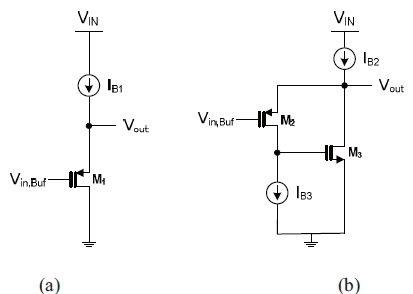 V_IN
I_B1
V_out
V_in,Buf M_1
(a)
V_IN
I_B2
V_out
V_in,Buf M_2
M_3
I_B3
(b)